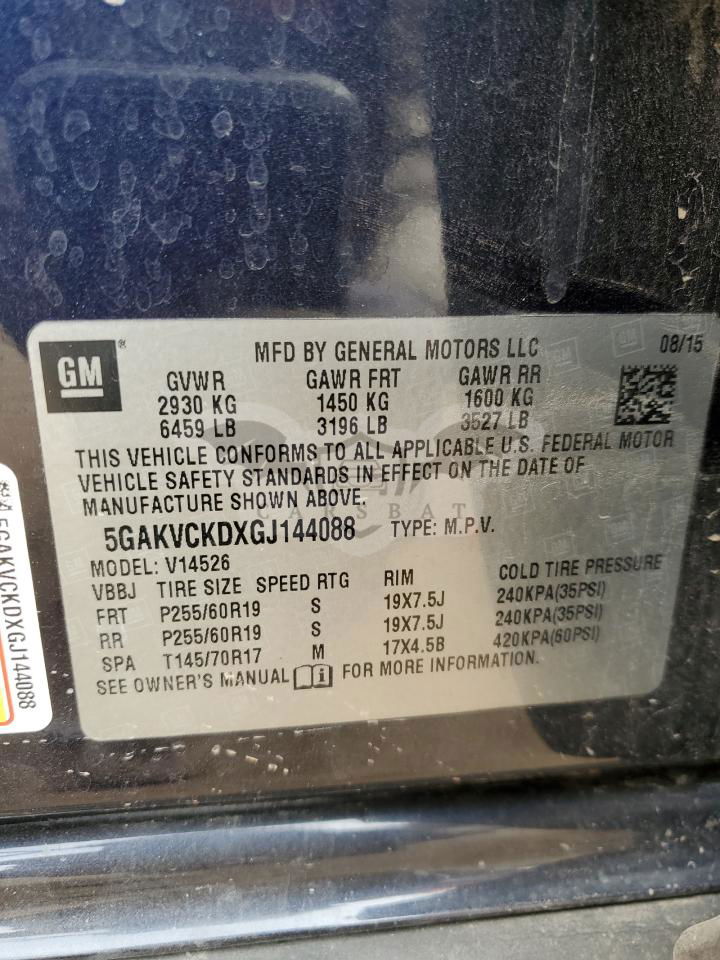 GM
MFD BY GENERAL MOTORS LLC 08/15
GVWR GAWR FRT GAWR RR
2930 KG 1450 KG 1600 KG
6459 LB 3196 LB 3527 LB
THIS VEHICLE CONFORMS TO ALL APPLICABLE U.S. FEDERAL MOTOR
VEHICLE SAFETY STANDARDS IN EFFECT ON THE DATE OF
MANUFACTURE SHOWN ABOVE.
CARSBAT
5GAKVCKDXGJ144088 TYPE: M.P.V.
MODEL: V14526
VBBJ TIRE SIZE SPEED RTG RIM COLD TIRE PRESSURE
FRT P255/60R19 S 19X7.5J 240KPA(35PSI)
RR P255/60R19 S 19X7.5J 240KPA(35PSI)
SPA T145/70R17 M 17X4.5B 420KPA(60PSI)
SEE OWNER'S MANUAL FOR MORE INFORMATION.
5GAKVCKDXGJ144088